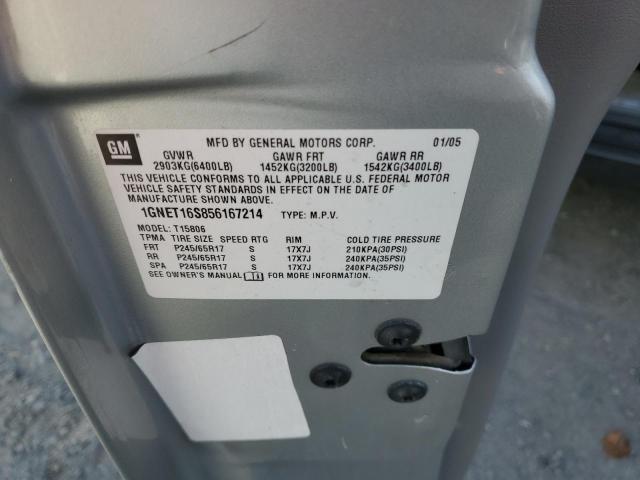 GM
MFD BY GENERAL MOTORS CORP. 01/05
GVWR GAWR FRT GAWR RR
2903KG(6400LB) 1452KG(3200LB) 1542KG(3400LB)
THIS VEHICLE CONFORMS TO ALL APPLICABLE U.S. FEDERAL MOTOR
VEHICLE SAFETY STANDARDS IN EFFECT ON THE DATE OF
MANUFACTURE SHOWN ABOVE.
1GNET16S856167214 TYPE: M.P.V.
MODEL: T15806
TPMA TIRE SIZE SPEED RTG RIM COLD TIRE PRESSURE
FRT P245/65R17 S 17X7J 210KPA(30PSI)
RR P245/65R17 S 17X7J 240KPA(35PSI)
SPA P245/65R17 S 17X7J 240KPA(35PSI)
SEE OWNER'S MANUAL FOR MORE INFORMATION.